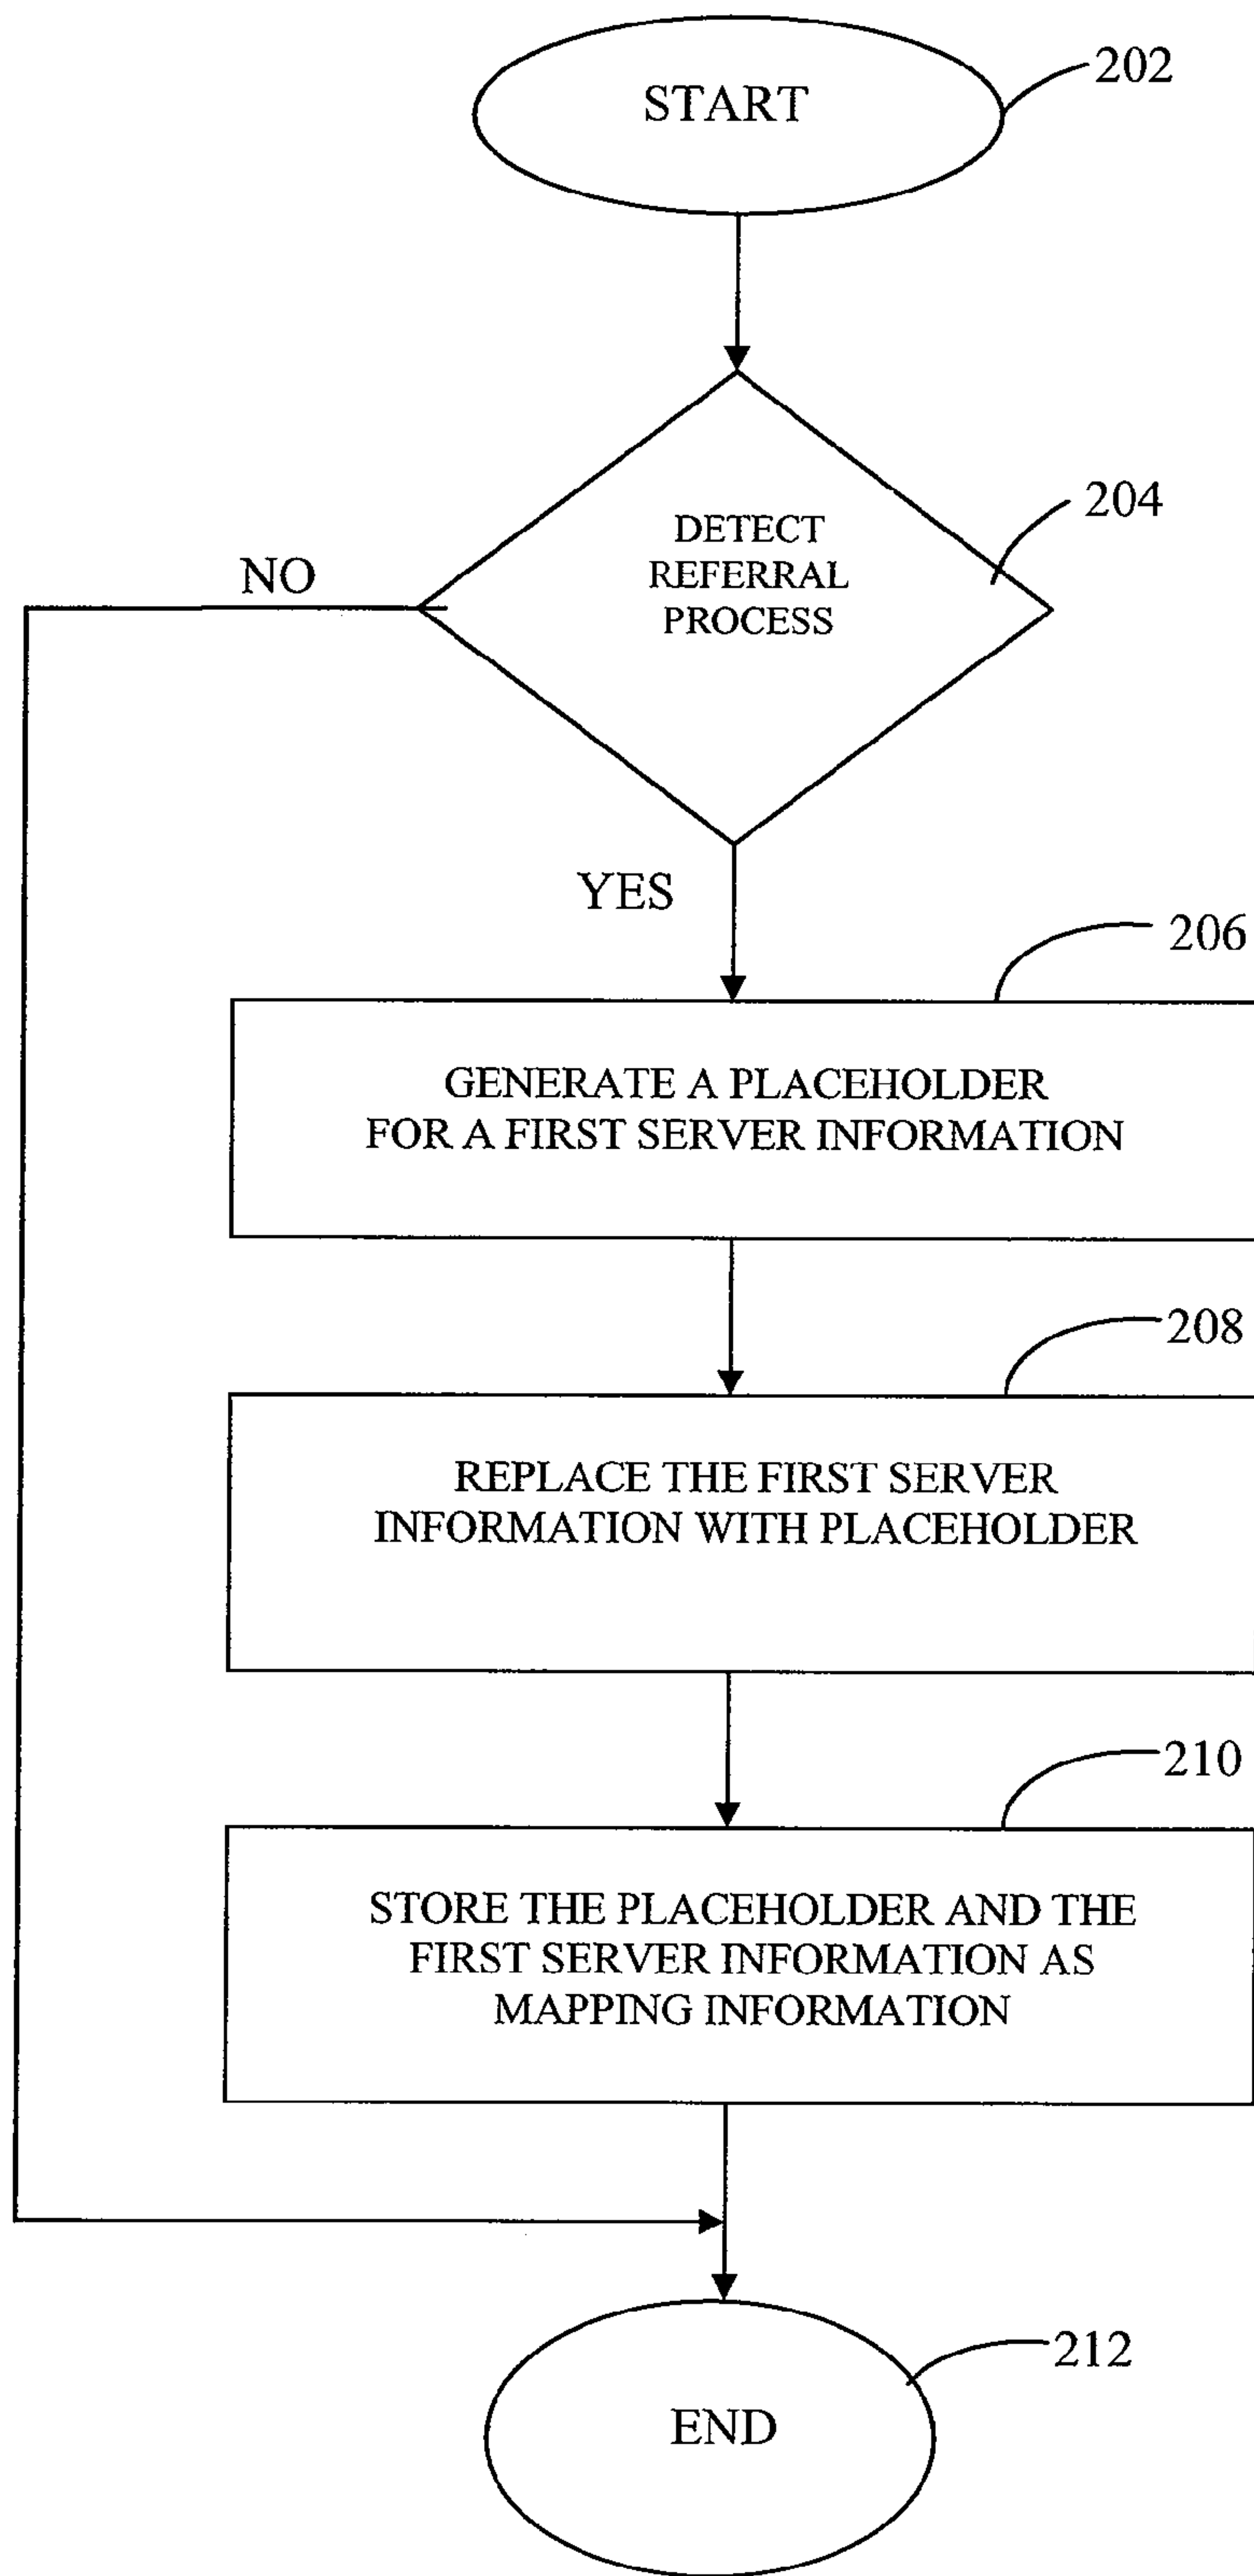 START
202
DETECT
REFERRAL
PROCESS
204
NO
YES
206
GENERATE A PLACEHOLDER
FOR A FIRST SERVER INFORMATION
208
REPLACE THE FIRST SERVER
INFORMATION WITH PLACEHOLDER
210
STORE THE PLACEHOLDER AND THE
FIRST SERVER INFORMATION AS
MAPPING INFORMATION
212
END